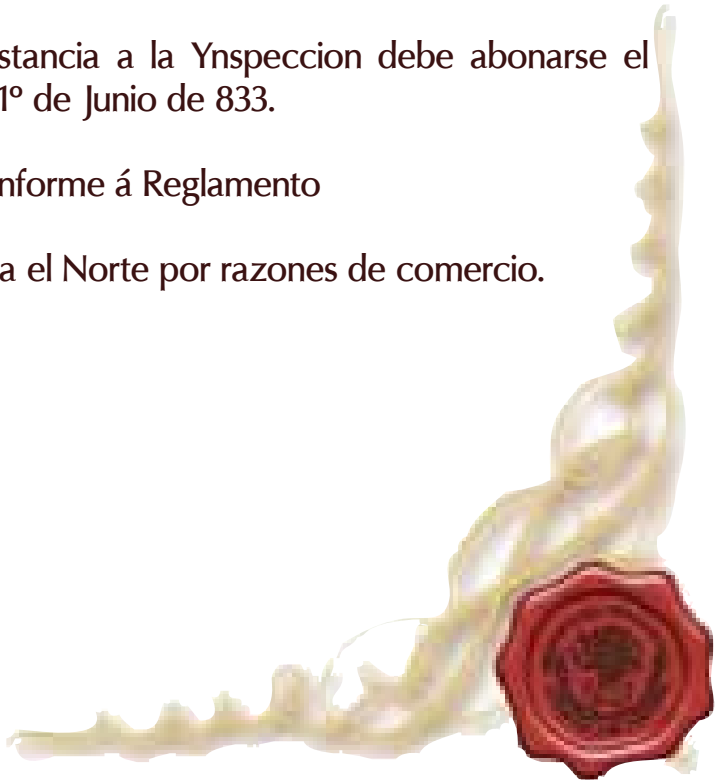 stancia a la Ynspeccion debe abonarse el
1º de Junio de 833.
nforme á Reglamento
a el Norte por razones de comercio.